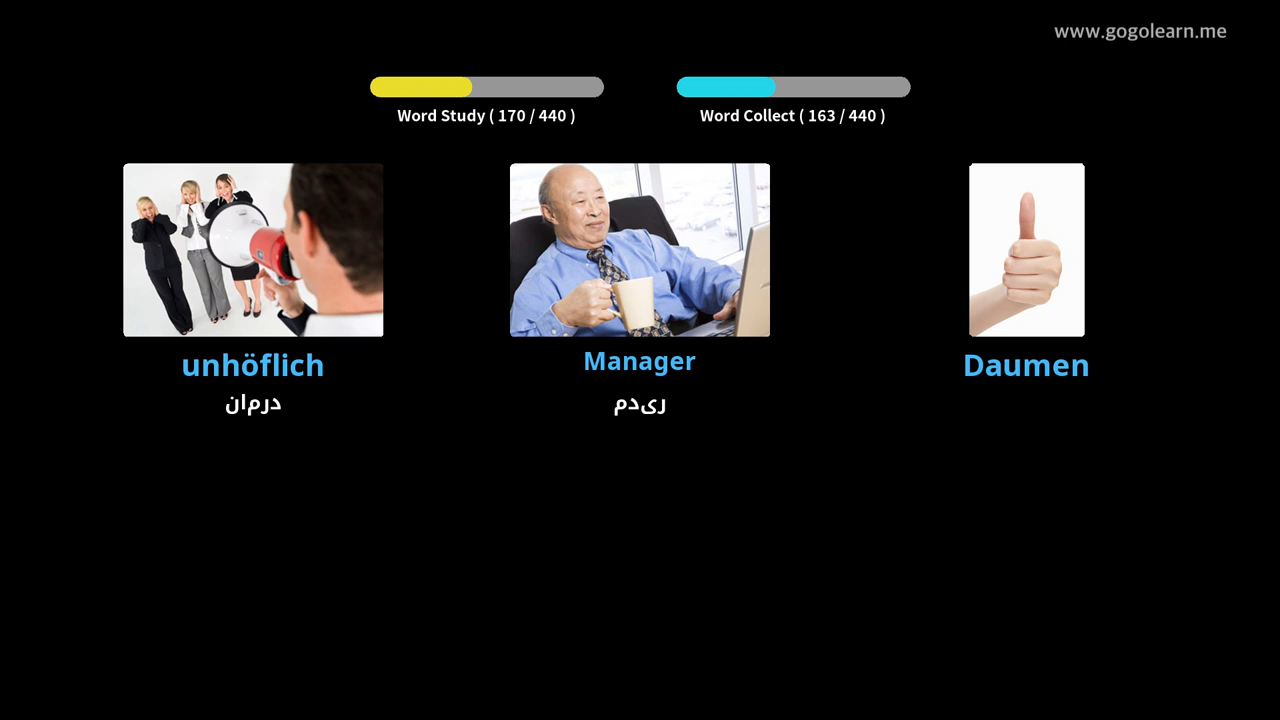 www.gogolearn.me
Word Study ( 170 / 440 )
Word Collect ( 163 / 440 )
unhöflich
درمان
Manager
ریدم
Daumen